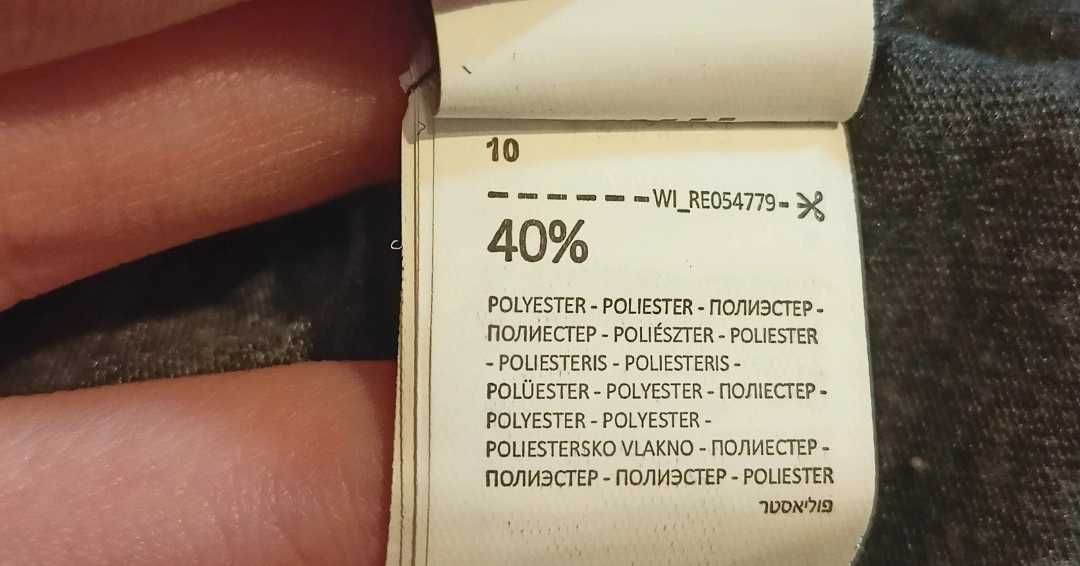 10
------WI_RE054779-
40%
POLYESTER - POLIESTER - ПОЛИЭСТЕР -
ПОЛИЕСТЕР - POLIÉSZTER - POLIESTER
- POLIESTERIS - POLIESTERIS -
POLÜESTER - POLYESTER - ПОЛІЕСТЕР -
POLYESTER - POLYESTER -
POLIESTERSKO VLAKNO - ПОЛИЕСТЕР -
ПОЛИЭСТЕР - ПОЛИЭСТЕР - POLIESTER
פוליאסטר